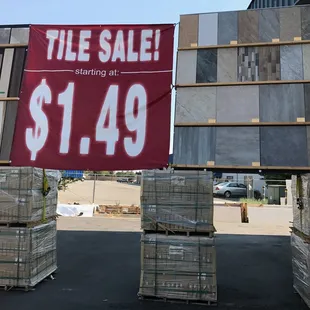 TILE SALE!
starting at:
$1.49